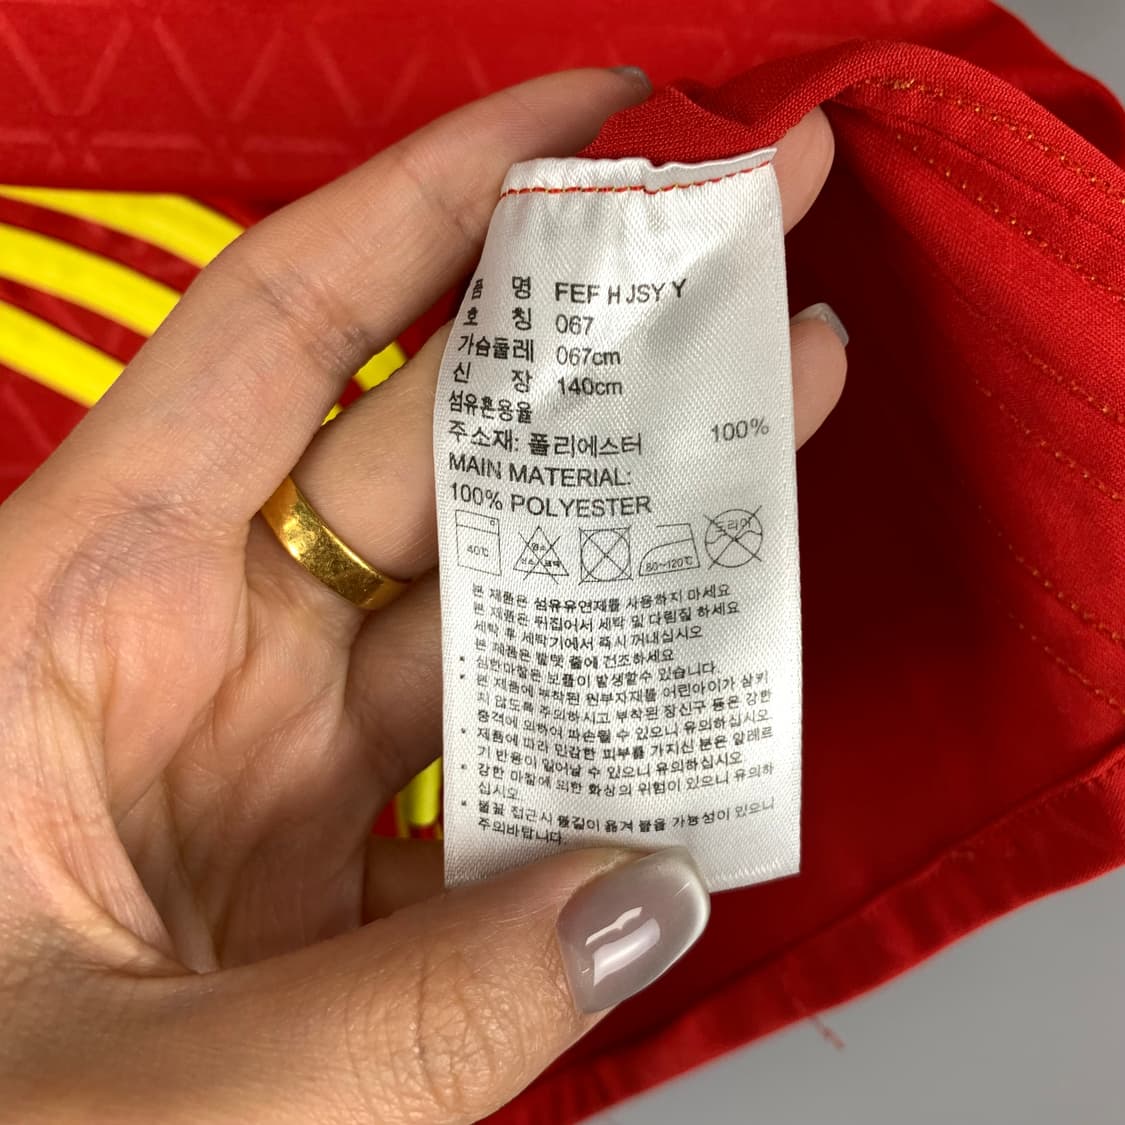 품 명 FEF H JSY Y
호 칭 067
가슴둘레 067cm
신 장 140cm
섬유혼용율
주소재: 폴리에스터 100%
MAIN MATERIAL:
100% POLYESTER
40℃
염소
산소 표백
80~120℃
드라이
본 제품은 섬유유연제를 사용하지 마세요
본 제품은 뒤집어서 세탁 및 다림질 하세요
세탁 후 세탁기에서 즉시 꺼내십시오
본 제품은 발맞 줄에 건조하세요
• 심한마찰은 보풀이 발생할수 있습니다.
• 본 제품에 부착된 원부자재를 어린아이가 삼키
지 않도록 주의하시고 부착된 장신구 등은 강한
충격에 의하여 파손될 수 있으니 유의하십시오
• 제품에 따라 민감한 피부를 가지신 분은 알레르
기 반응이 일어날 수 있으니 유의하십시오
• 강한 마찰에 의한 화상의 위험이 있으니 유의하
십시오
• 불꽃 접근시 불길이 옮겨 붙을 가능성이 있으니
주의바랍니다.